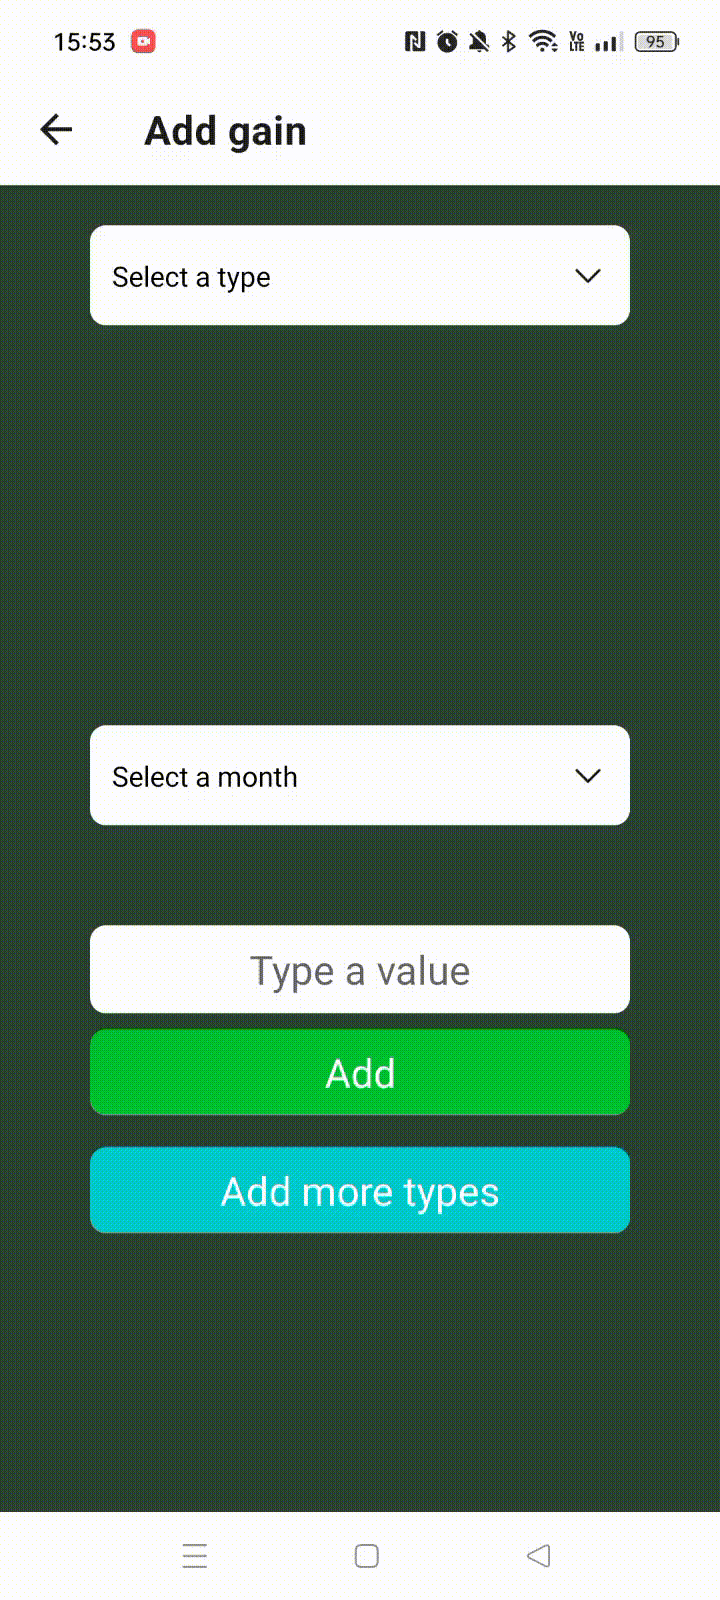 15:53
VO
LTE
95
Add gain
Select a type
Select a month
Type a value
Add
Add more types